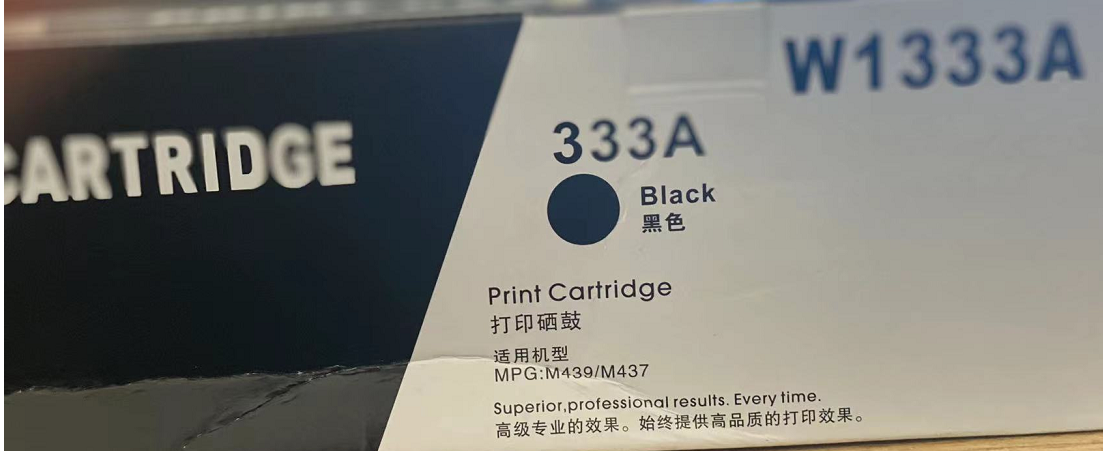 CARTRIDGE
W1333A
333A
Black
黑色
Print Cartridge
打印硒鼓
适用机型
MPG:M439/M437
Superior,professional results. Every time.
高级专业的效果。始终提供高品质的打印效果。